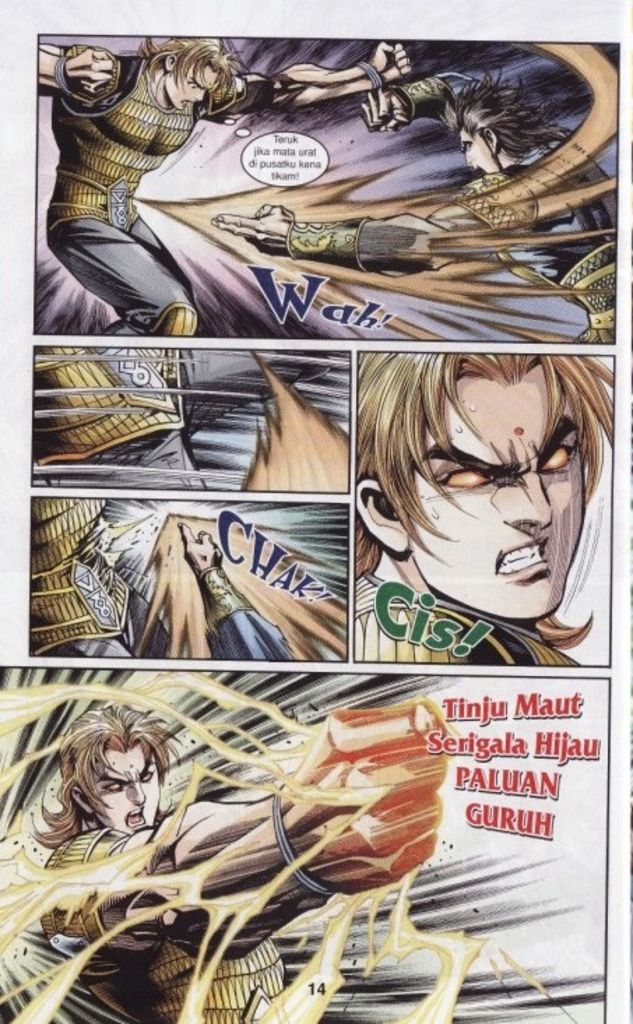 Teruk
jika mata urat
di pusatku kena
tikam!
Wah!
CHAK!
Cis!
Tinju Maut
Serigala Hijau
PALUAN
GURUH
14